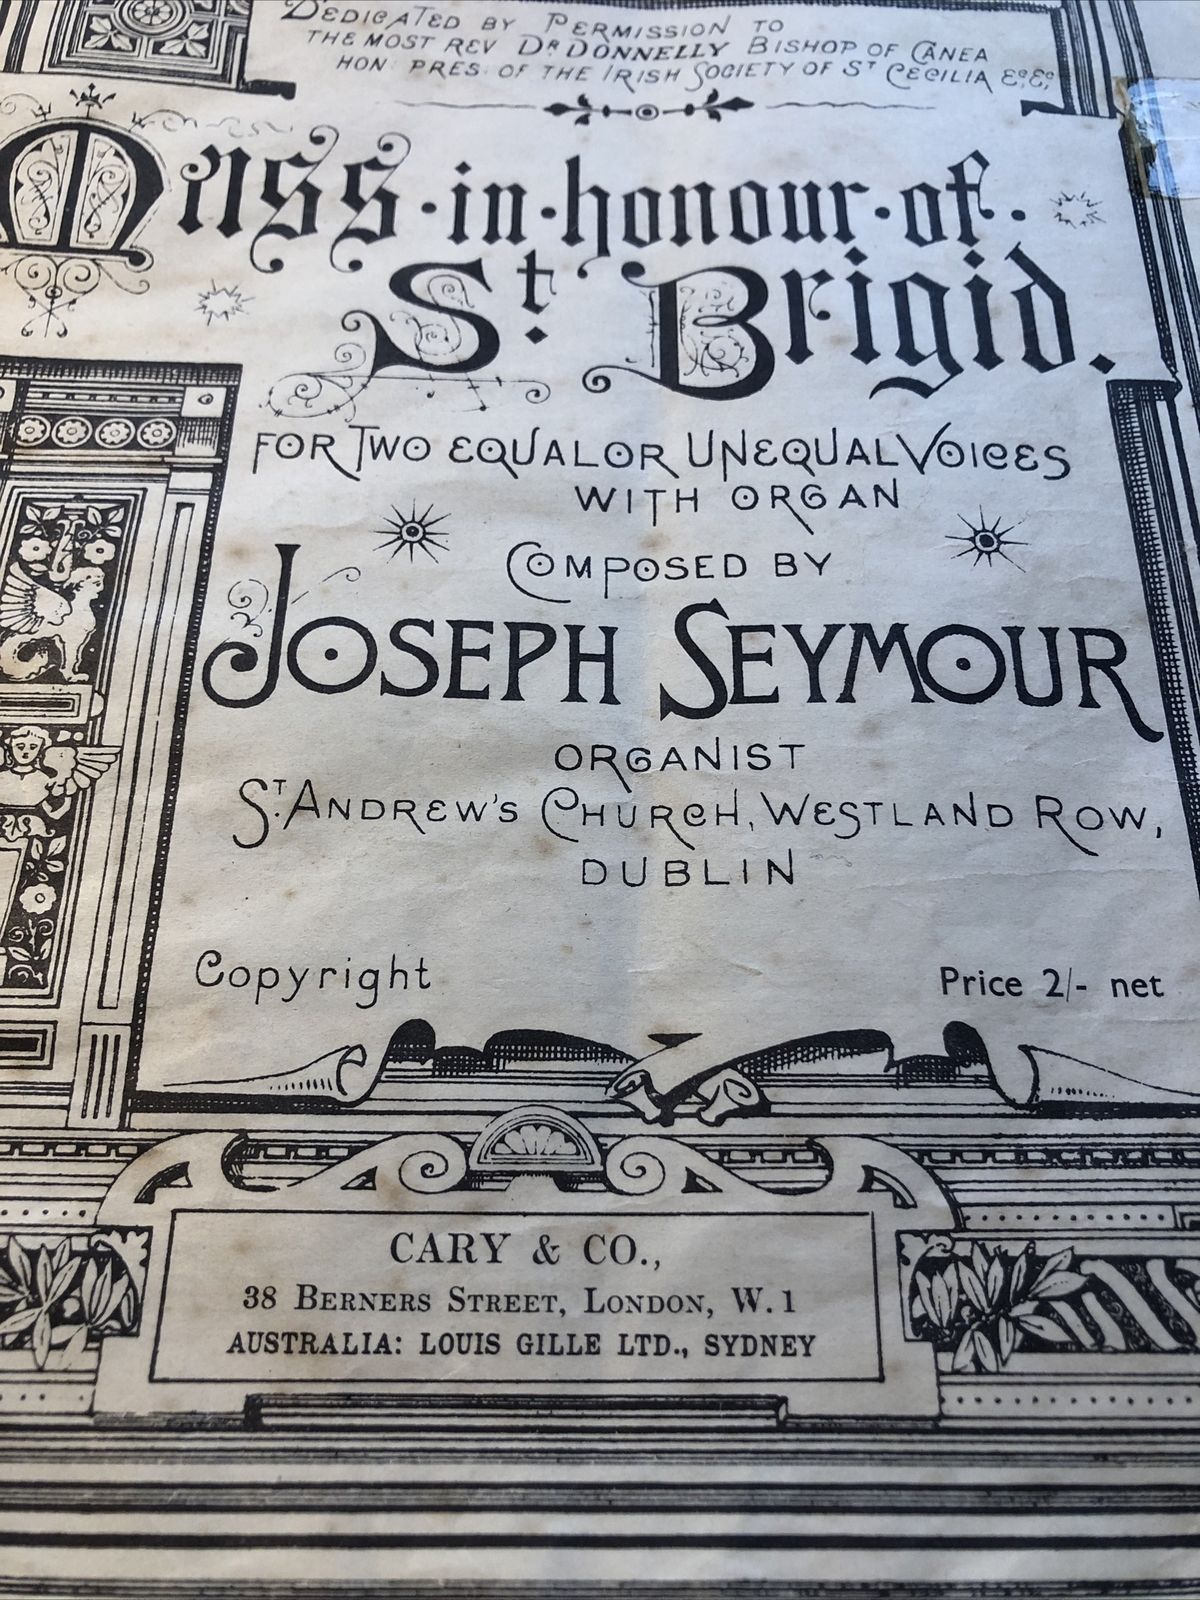 DEDICATED BY PERMISSION TO
THE MOST REV DR DONNELLY BISHOP OF CANEA
HON: PRES: OF THE IRISH SOCIETY OF ST CECILIA &c. &c.
Mass · in · honour · of ·
St. Brigid.
FOR TWO EQUAL OR UNEQUAL VOICES
WITH ORGAN
COMPOSED BY
JOSEPH SEYMOUR
ORGANIST
ST. ANDREW'S CHURCH, WESTLAND ROW,
DUBLIN
Copyright Price 2/- net
CARY & CO.,
38 BERNERS STREET, LONDON, W.1
AUSTRALIA: LOUIS GILLE LTD., SYDNEY